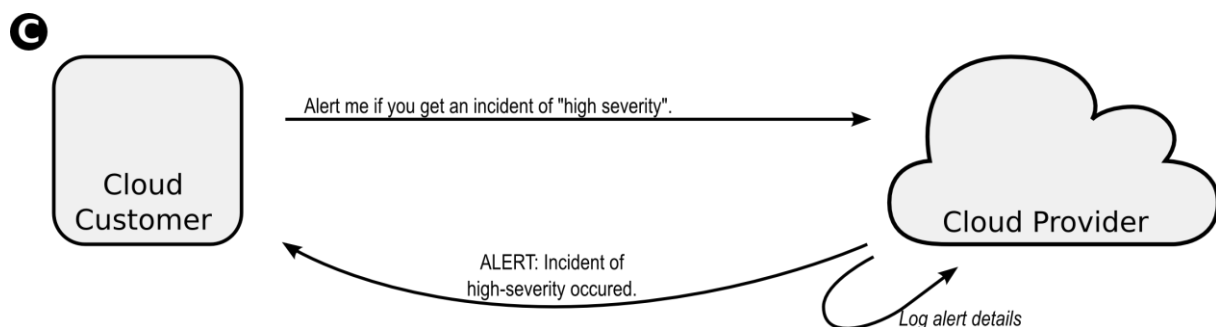 C
Alert me if you get an incident of "high severity".
Cloud
Customer
Cloud Provider
ALERT: Incident of
high-severity occured.
Log alert details